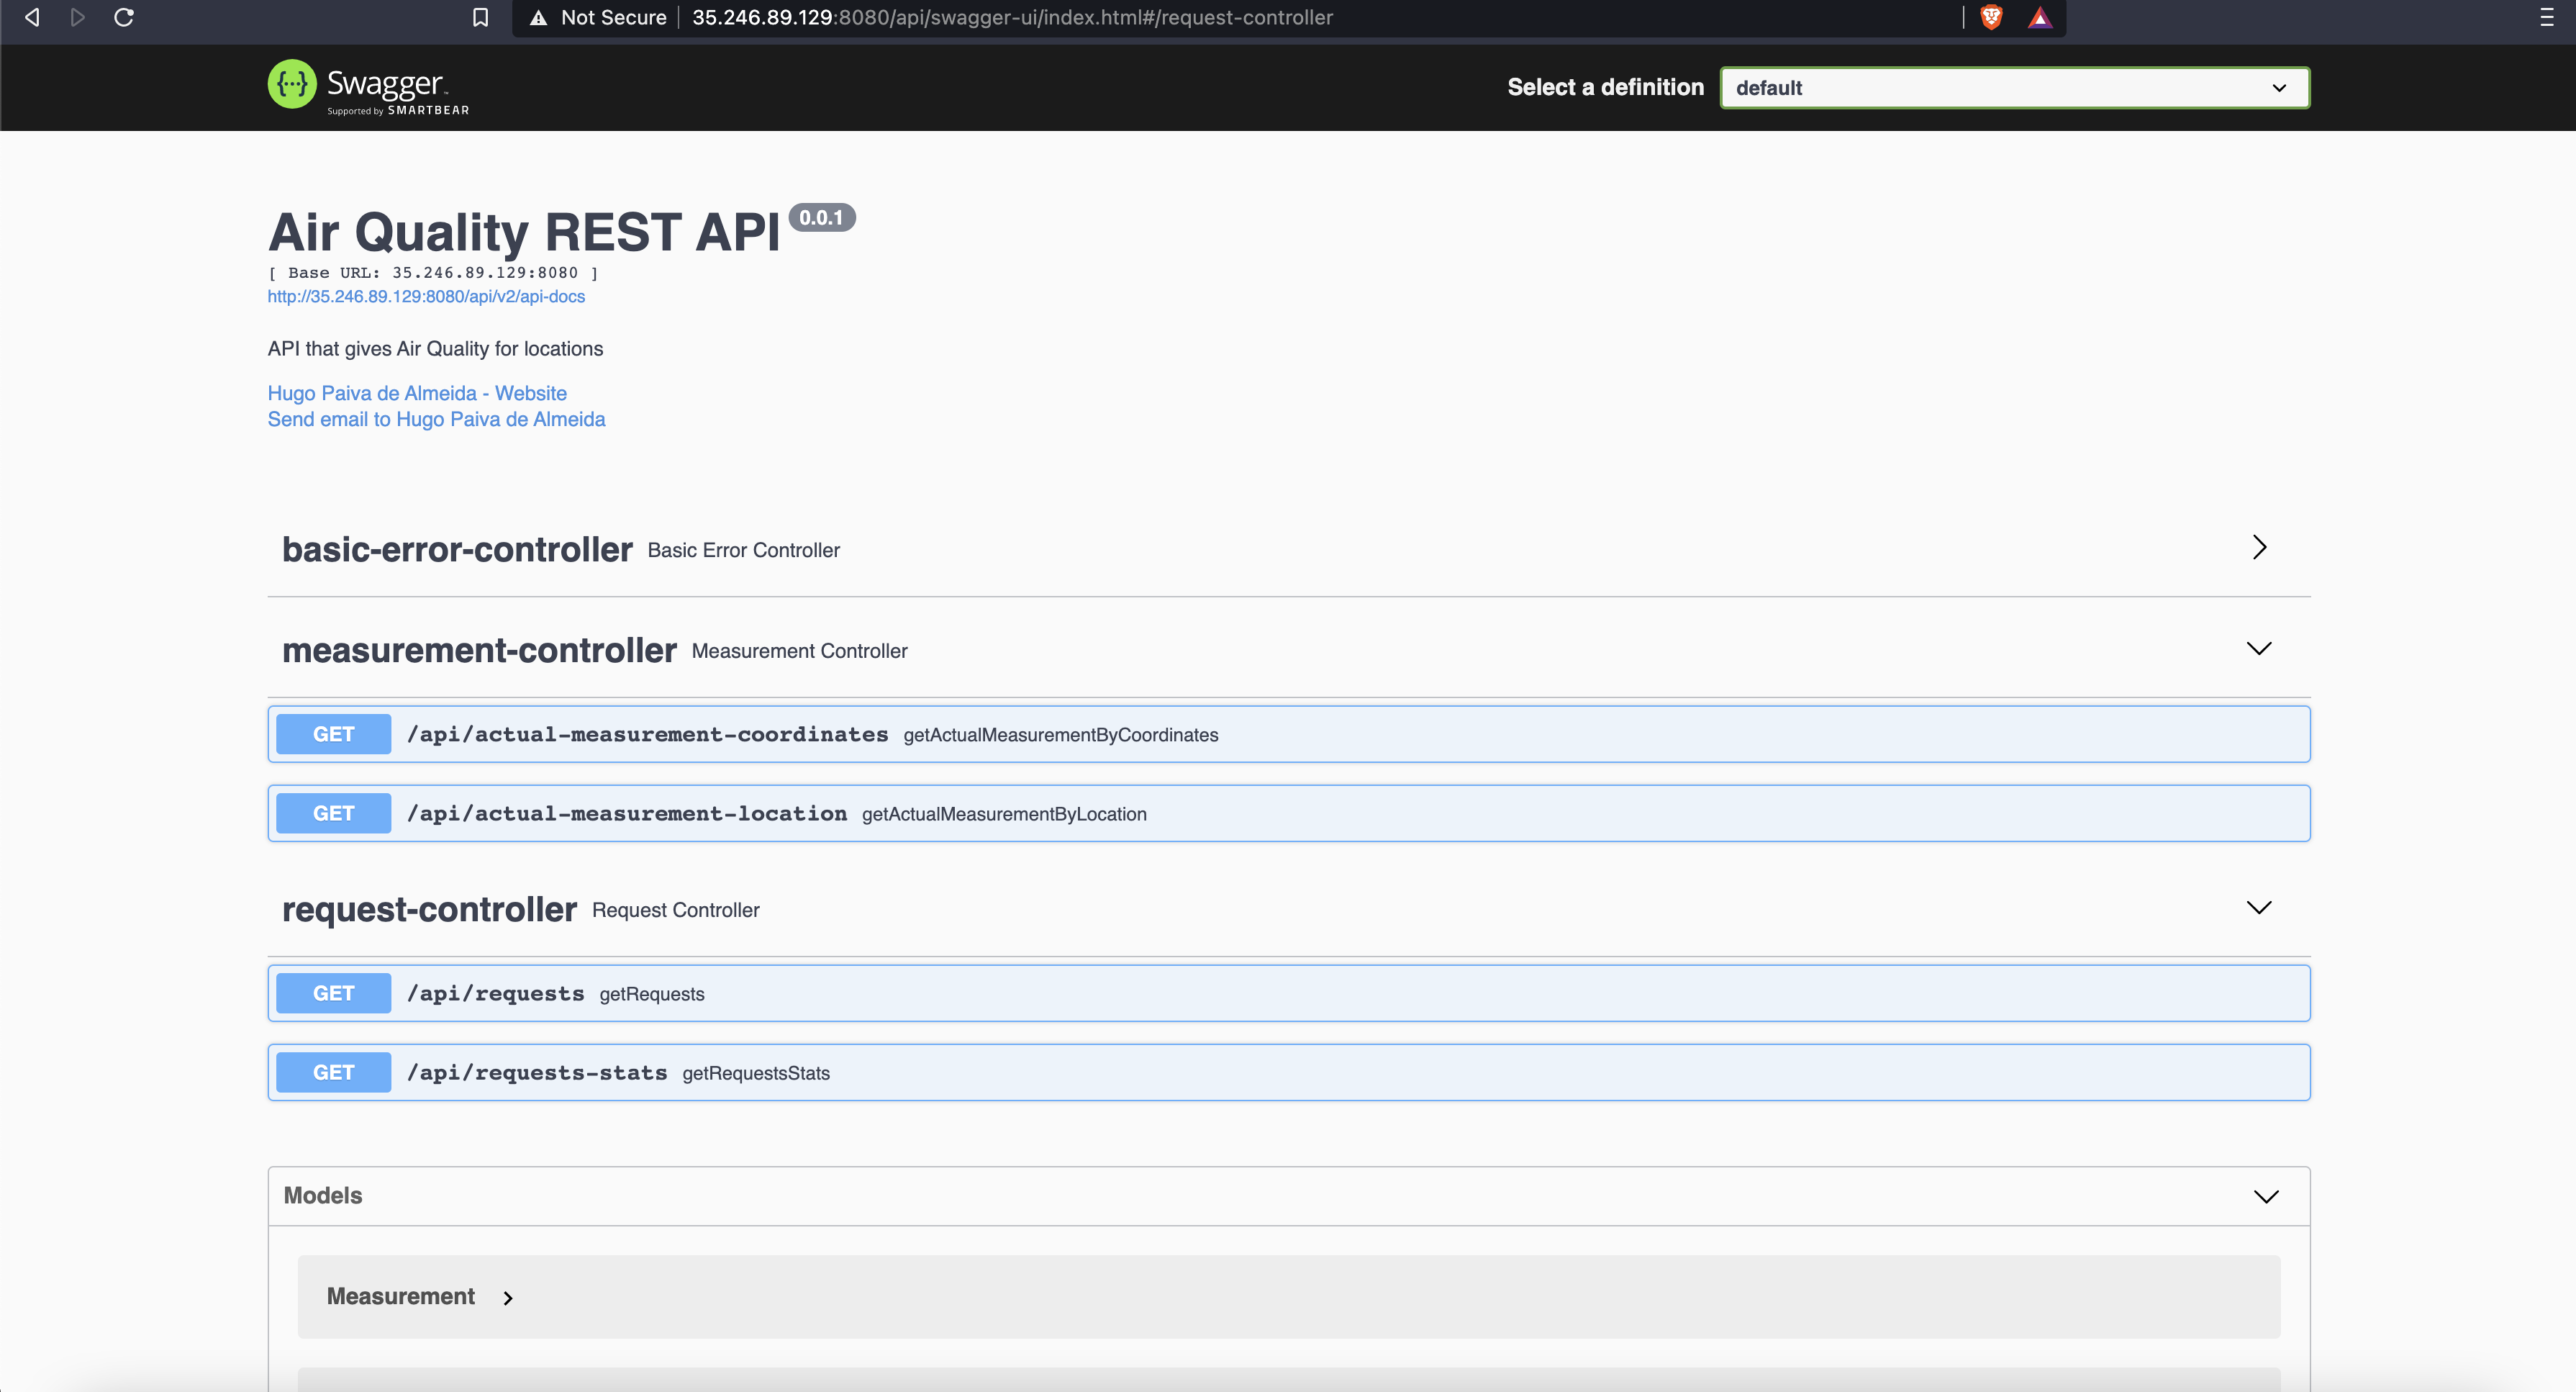 Not Secure 35.246.89.129:8080/api/swagger-ui/index.html#/request-controller
{...} Swagger™
Supported by SMARTBEAR
Select a definition default
Air Quality REST API 0.0.1
[ Base URL: 35.246.89.129:8080 ]
http://35.246.89.129:8080/api/v2/api-docs
API that gives Air Quality for locations
Hugo Paiva de Almeida - Website
Send email to Hugo Paiva de Almeida
basic-error-controller Basic Error Controller
measurement-controller Measurement Controller
GET /api/actual-measurement-coordinates getActualMeasurementByCoordinates
GET /api/actual-measurement-location getActualMeasurementByLocation
request-controller Request Controller
GET /api/requests getRequests
GET /api/requests-stats getRequestsStats
Models
Measurement